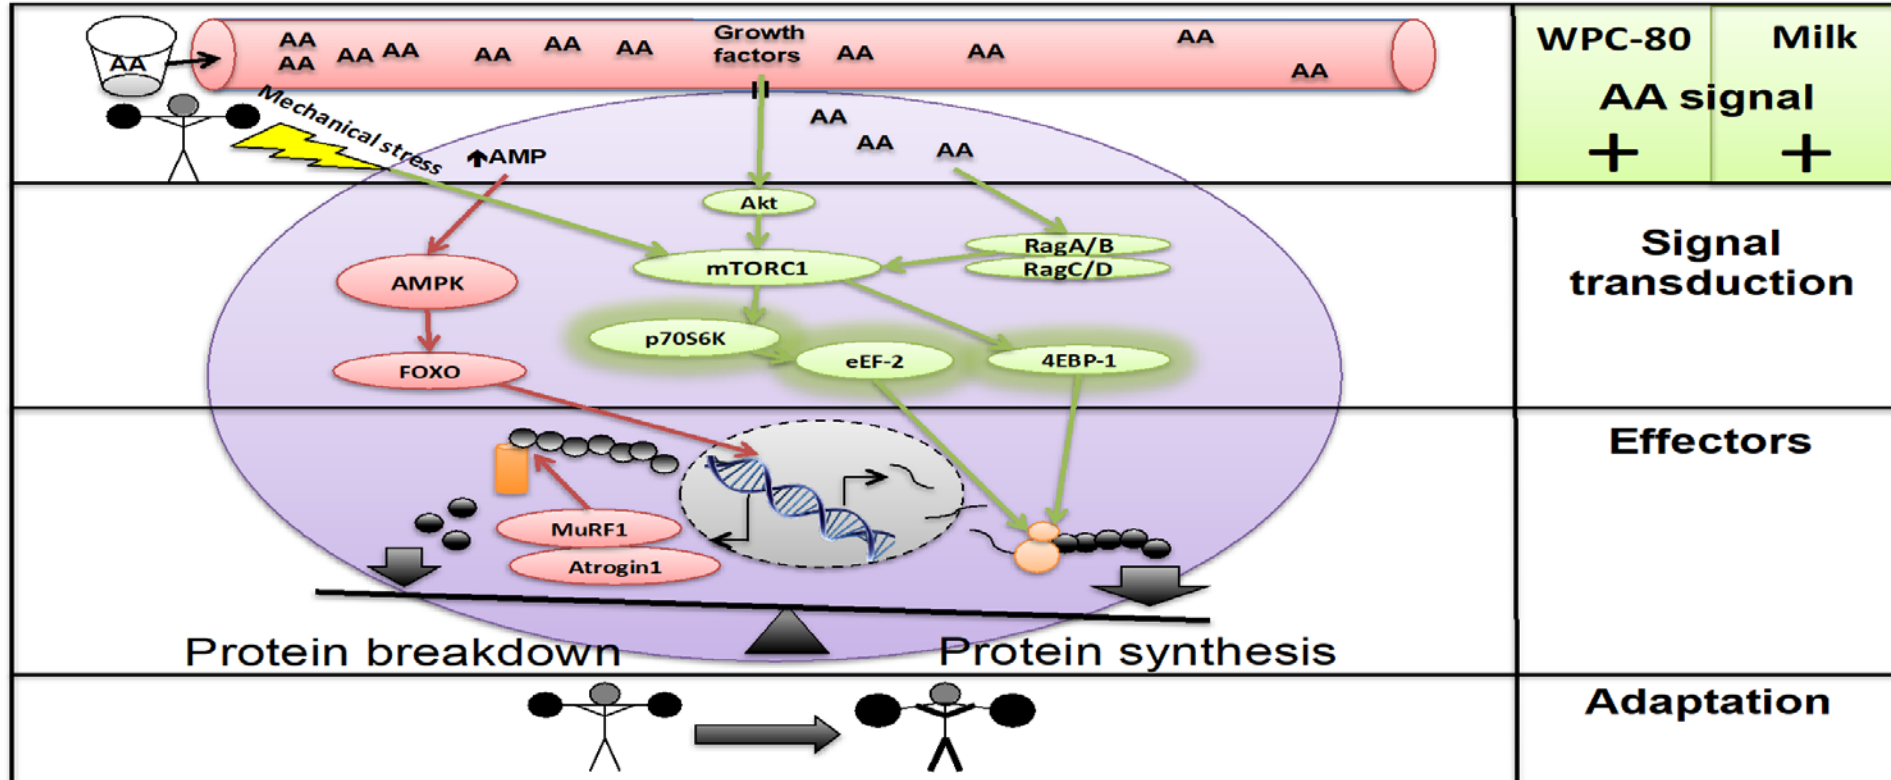 AA
AA
AA
AA
AA
AA
AA
AA
Growth
factors
AA
AA
AA
AA
WPC-80
Milk
AA signal
+
+
Mechanical stress
AMP
AA
AA
AA
Akt
RagA/B
RagC/D
mTORC1
AMPK
p70S6K
eEF-2
4EBP-1
FOXO
Signal
transduction
Effectors
MuRF1
Atrogin1
Protein breakdown
Protein synthesis
Adaptation